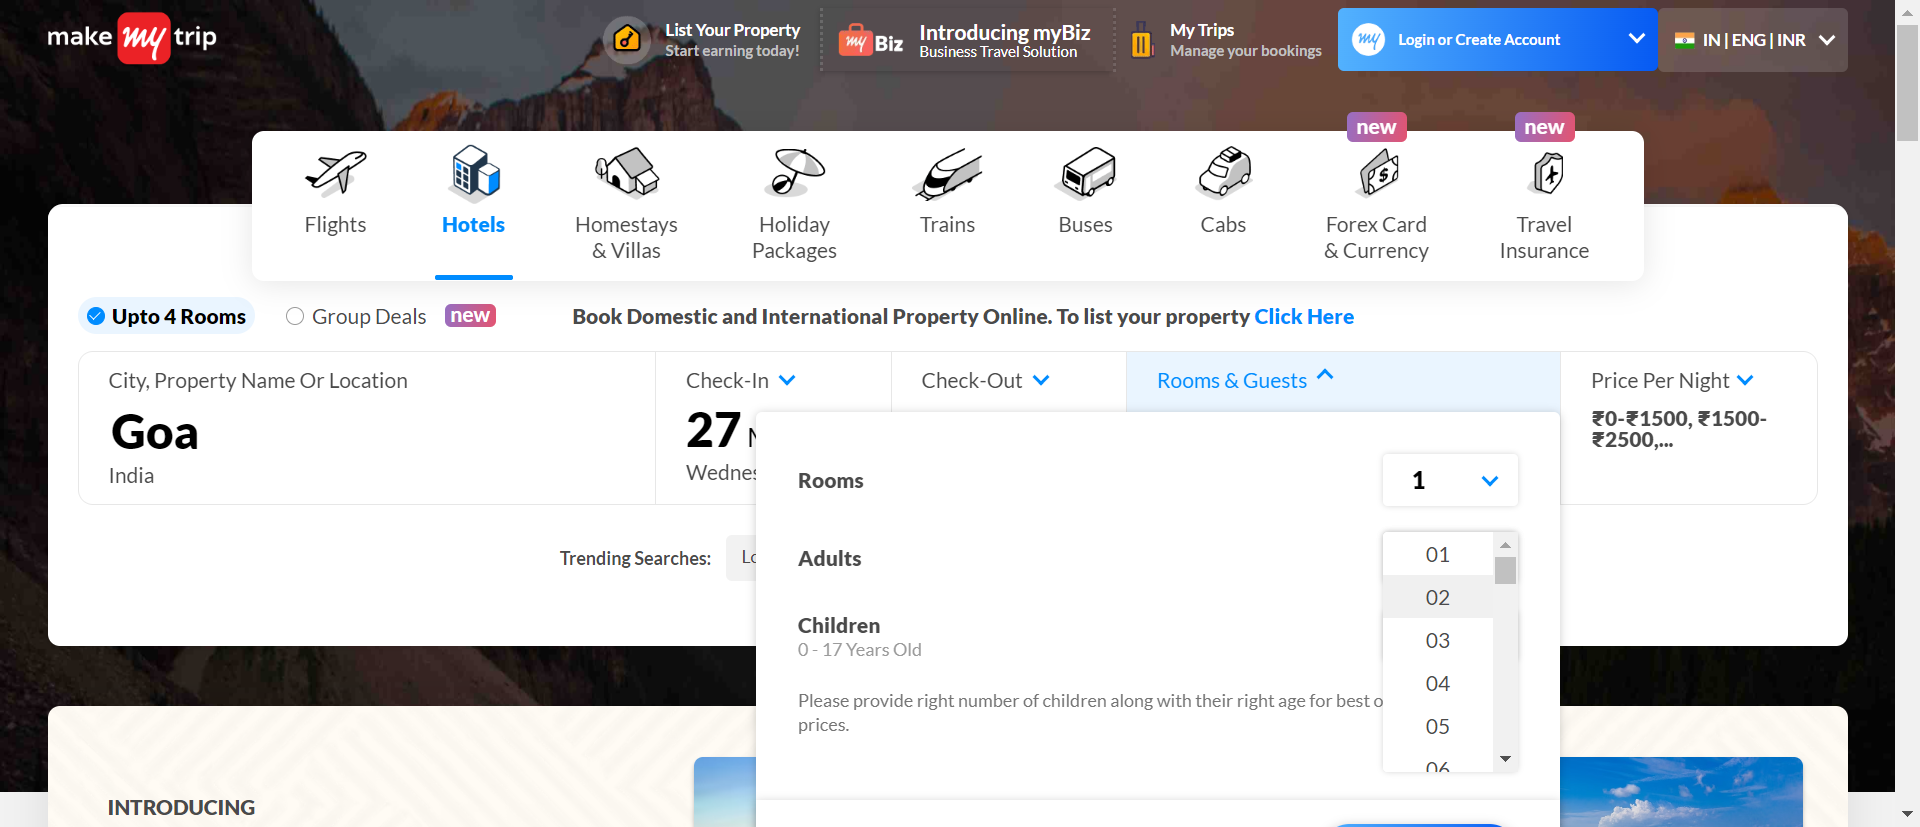 make my trip
List Your Property
Start earning today!
my Biz
Introducing myBiz
Business Travel Solution
My Trips
Manage your bookings
my Login or Create Account
IN | ENG | INR
new
new
Flights
Hotels
Homestays
& Villas
Holiday
Packages
Trains
Buses
Cabs
Forex Card
& Currency
Travel
Insurance
Upto 4 Rooms
Group Deals
new
Book Domestic and International Property Online. To list your property Click Here
City, Property Name Or Location
Goa
India
Check-In
27
Check-Out
Rooms & Guests
Price Per Night
₹0-₹1500, ₹1500-
₹2500,...
Rooms
1
Trending Searches:
Adults
01
02
03
04
05
06
Children
0 - 17 Years Old
Please provide right number of children along with their right age for best
prices.
INTRODUCING